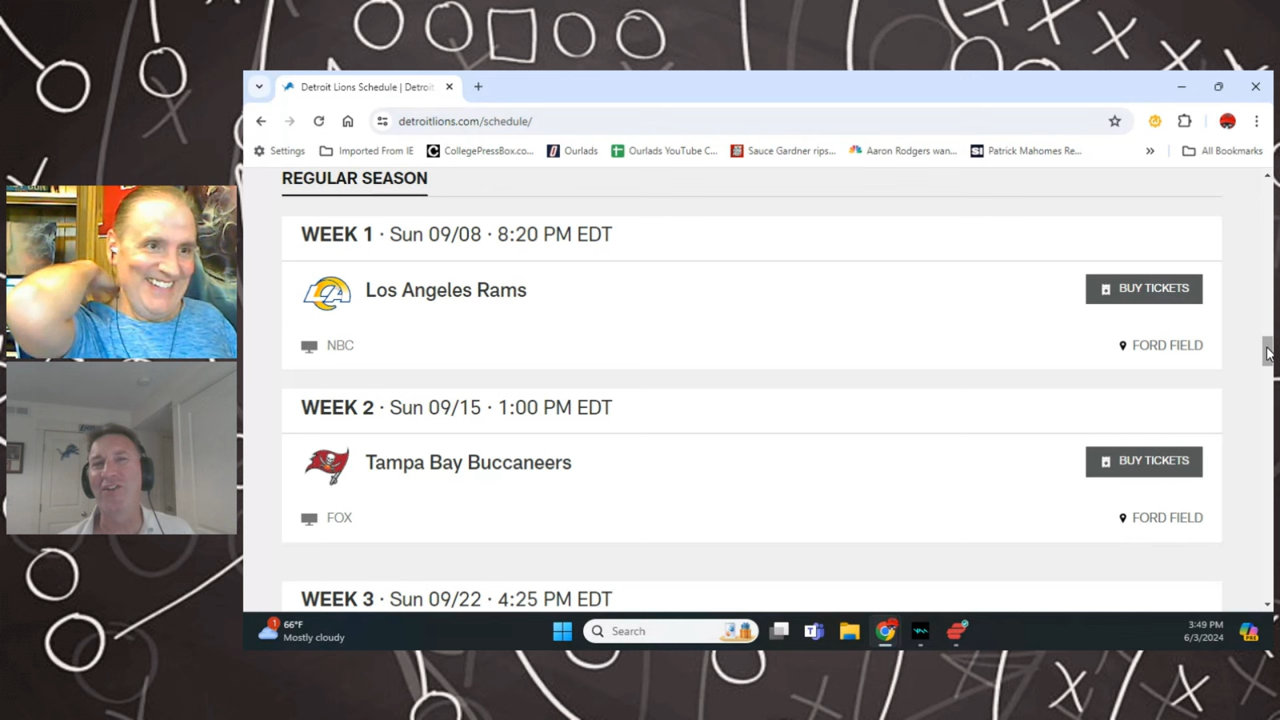 Detroit Lions Schedule | Detroit
detroitlions.com/schedule/
Settings Imported From IE CollegePressBox.co... Ourlads Ourlads YouTube C... Sauce Gardner rips... Aaron Rodgers wan... Patrick Mahomes Re... » All Bookmarks
REGULAR SEASON
WEEK 1 · Sun 09/08 · 8:20 PM EDT
Los Angeles Rams
BUY TICKETS
NBC
FORD FIELD
WEEK 2 · Sun 09/15 · 1:00 PM EDT
Tampa Bay Buccaneers
BUY TICKETS
FOX
FORD FIELD
WEEK 3 · Sun 09/22 · 4:25 PM EDT
1
66°F
Mostly cloudy
Search
3:49 PM
6/3/2024